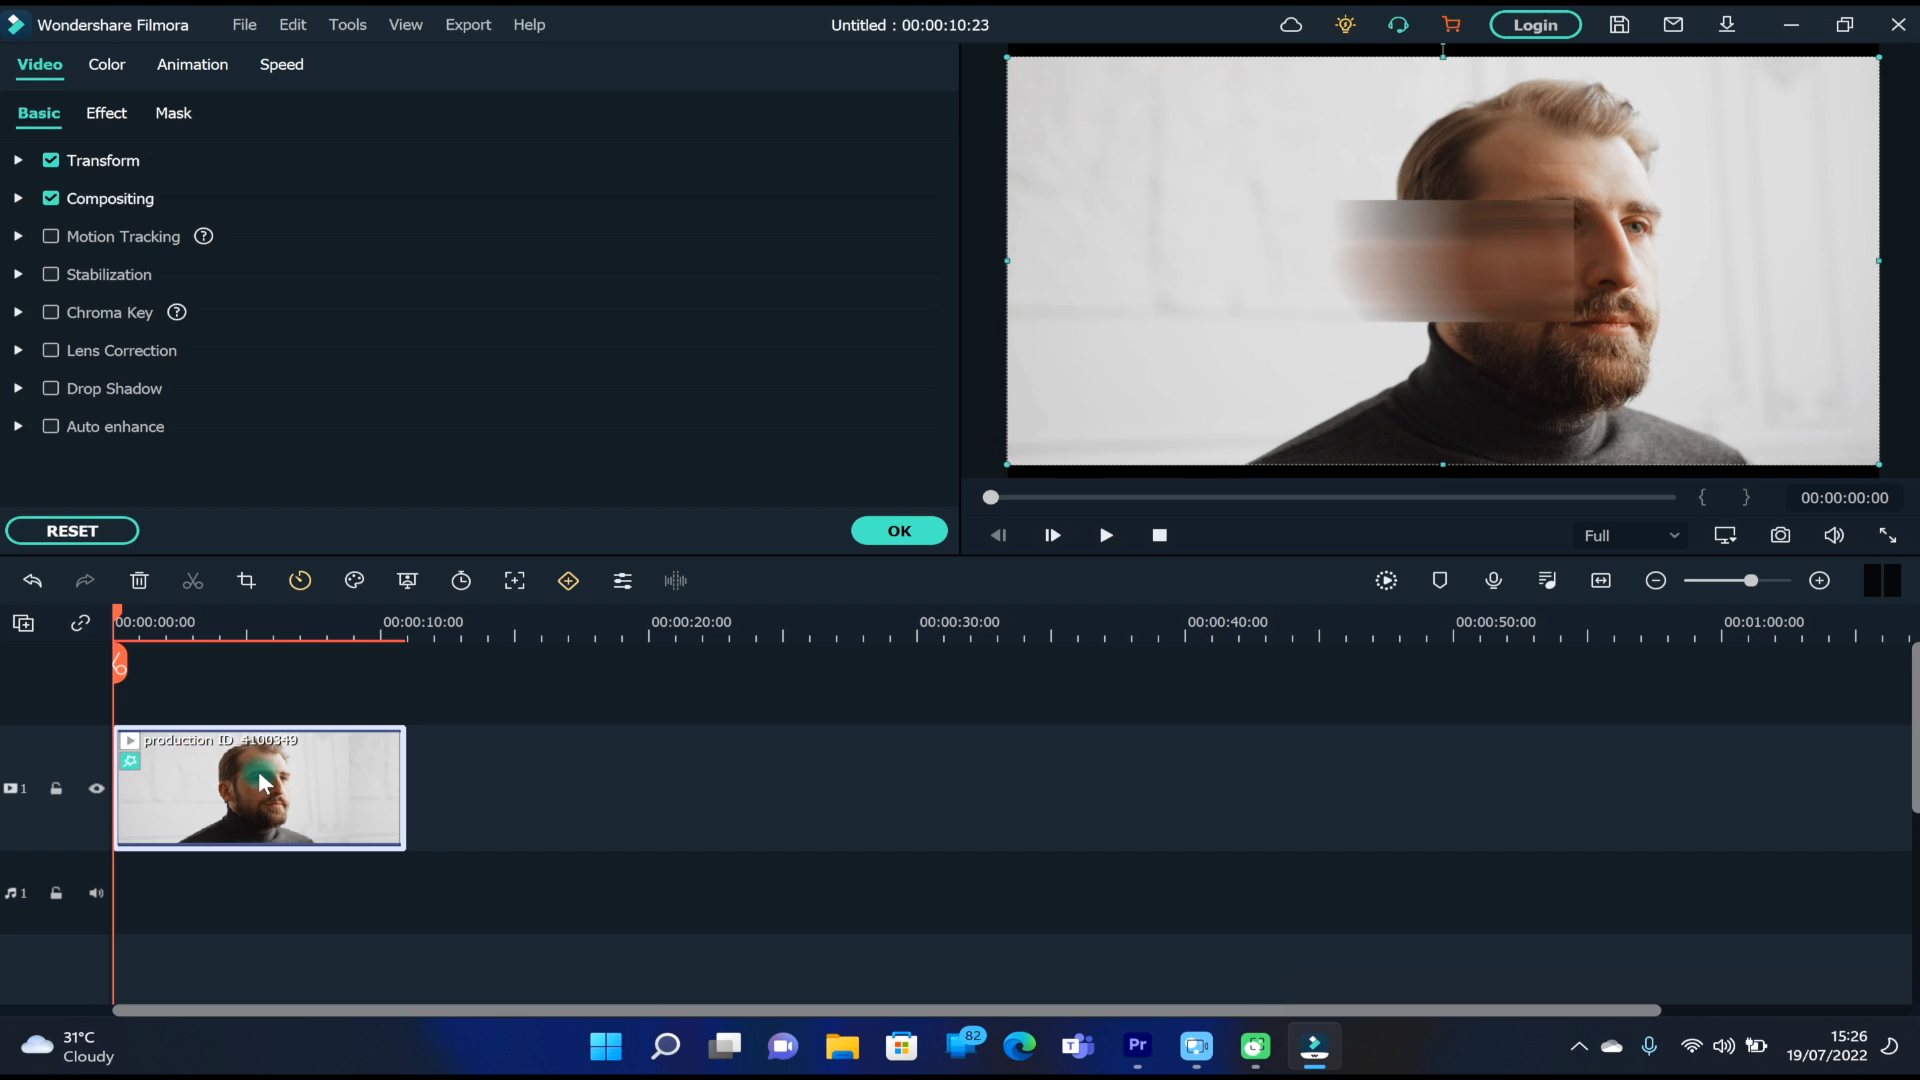 Wondershare Filmora File Edit Tools View Export Help Untitled : 00:00:10:23 Login
Video Color Animation Speed
Basic Effect Mask
Transform
Compositing
Motion Tracking ?
Stabilization
Chroma Key ?
Lens Correction
Drop Shadow
Auto enhance
{ } 00:00:00:00
RESET OK
Full
00:00:00:00 00:00:10:00 00:00:20:00 00:00:30:00 00:00:40:00 00:00:50:00 00:01:00:00
production ID_4100349
1
1
31°C
Cloudy
82
T
Pr
15:26
19/07/2022